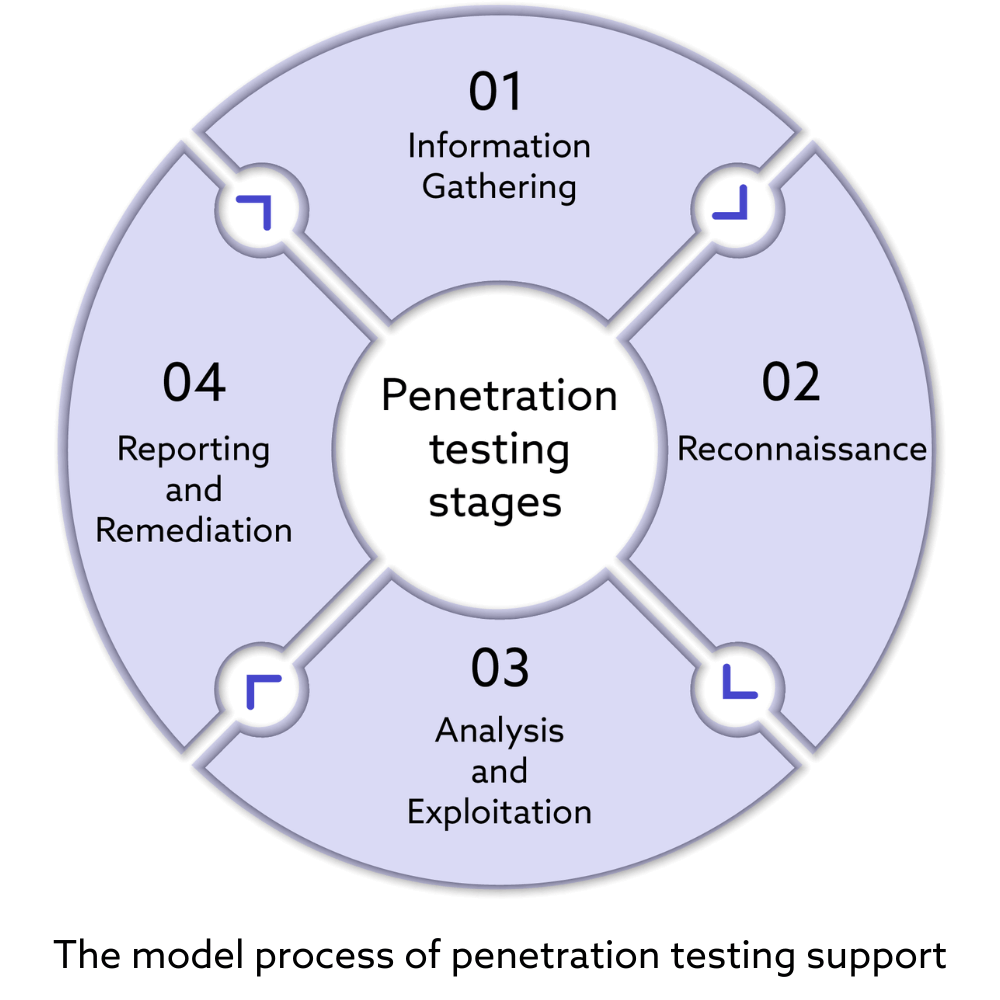 01
Information
Gathering
02
Reconnaissance
03
Analysis
and
Exploitation
04
Reporting
and
Remediation
Penetration
testing
stages
The model process of penetration testing support